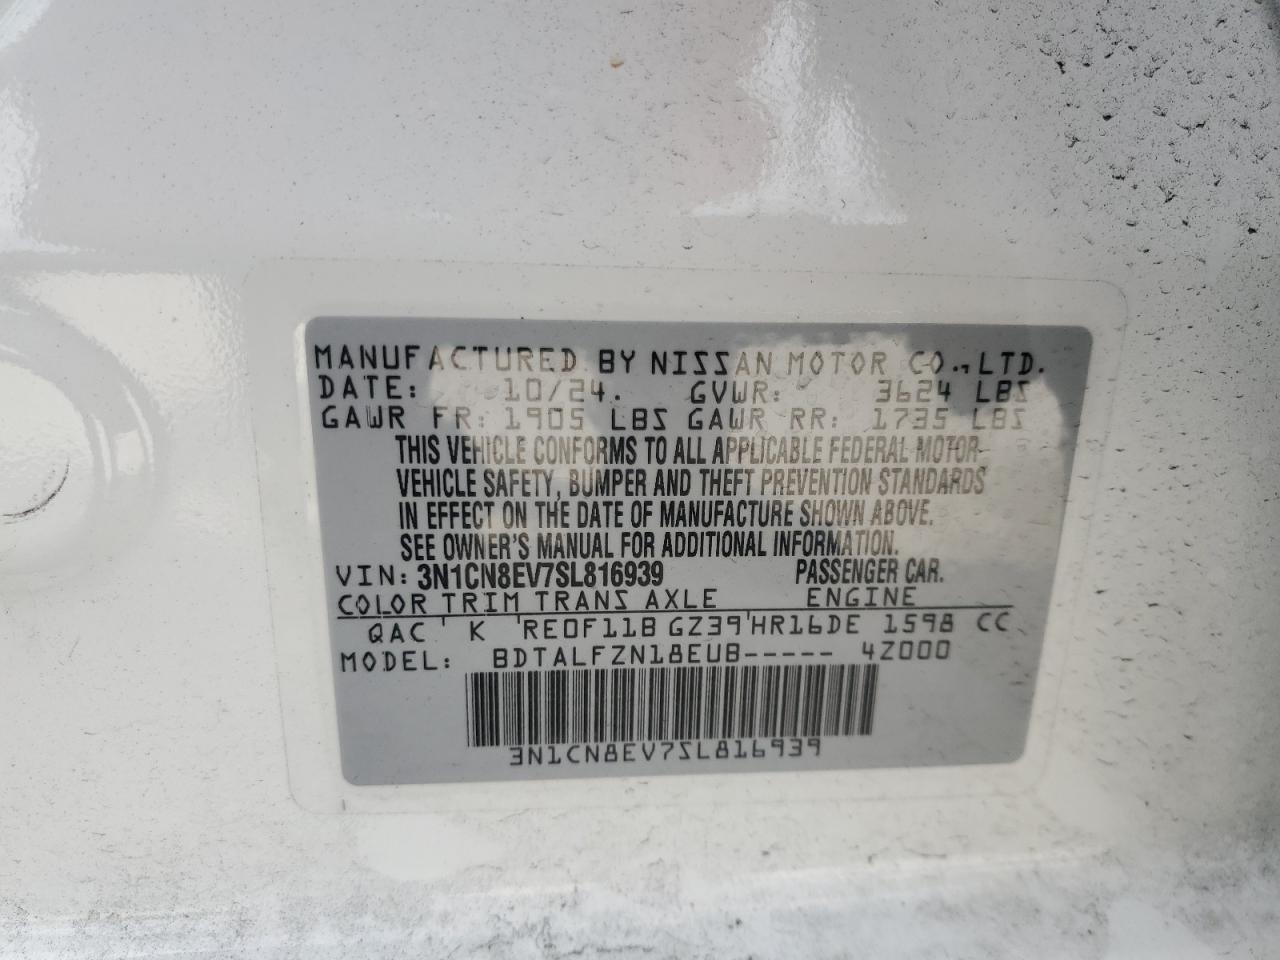 MANUFACTURED BY NISSAN MOTOR CO., LTD.
DATE: 10/24. GVWR: 3624 LBS
GAWR FR: 1905 LBS GAWR RR: 1735 LBS
THIS VEHICLE CONFORMS TO ALL APPLICABLE FEDERAL MOTOR-
VEHICLE SAFETY, BUMPER AND THEFT PREVENTION STANDARDS
IN EFFECT ON THE DATE OF MANUFACTURE SHOWN ABOVE.
SEE OWNER'S MANUAL FOR ADDITIONAL INFORMATION.
VIN: 3N1CN8EV7SL816939 PASSENGER CAR.
COLOR TRIM TRANS AXLE ENGINE
QAC K RE0F11B GZ39 HR16DE 1598 CC
MODEL: BDTALFZN18EUB----- 4Z000
3N1CN8EV7SL816939